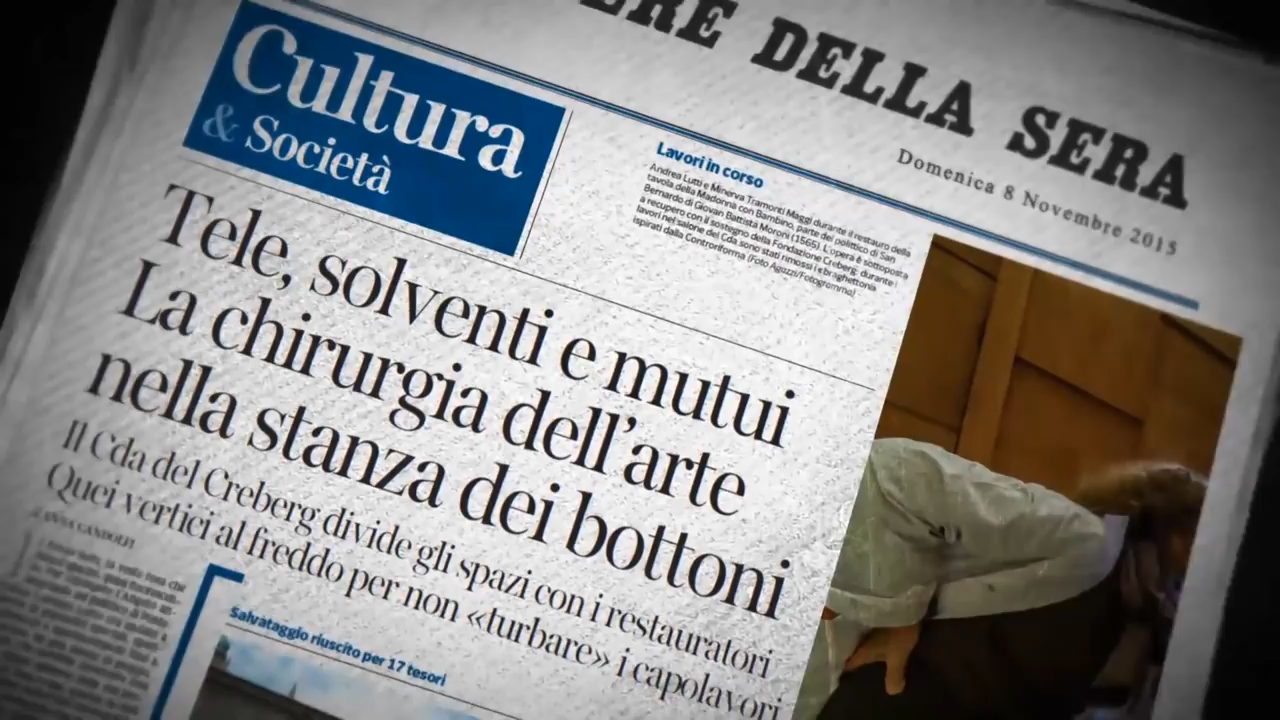 ERE DELLA SERA
Domenica 8 Novembre 2015
Cultura
& Società
Lavori in corso
Andrea Lutti e Minerva Tramonti Maggi durante il restauro della
tavola della Madonna con Bambino, parte del polittico di San
Bernardo di Giovan Battista Moroni (1565). L'opera è sottoposta
a recupero con il sostegno della Fondazione Creberg: durante i
lavori nel salone del Cda sono stati rimossi i «braghettoni»
ispirati dalla Controriforma (Foto Agazzi/Fotogramma)
Tele, solventi e mutui
La chirurgia dell'arte
nella stanza dei bottoni
Il Cda del Creberg divide gli spazi con i restauratori
Quei vertici al freddo per non «turbare» i capolavori
Salvataggio riuscito per 17 tesori